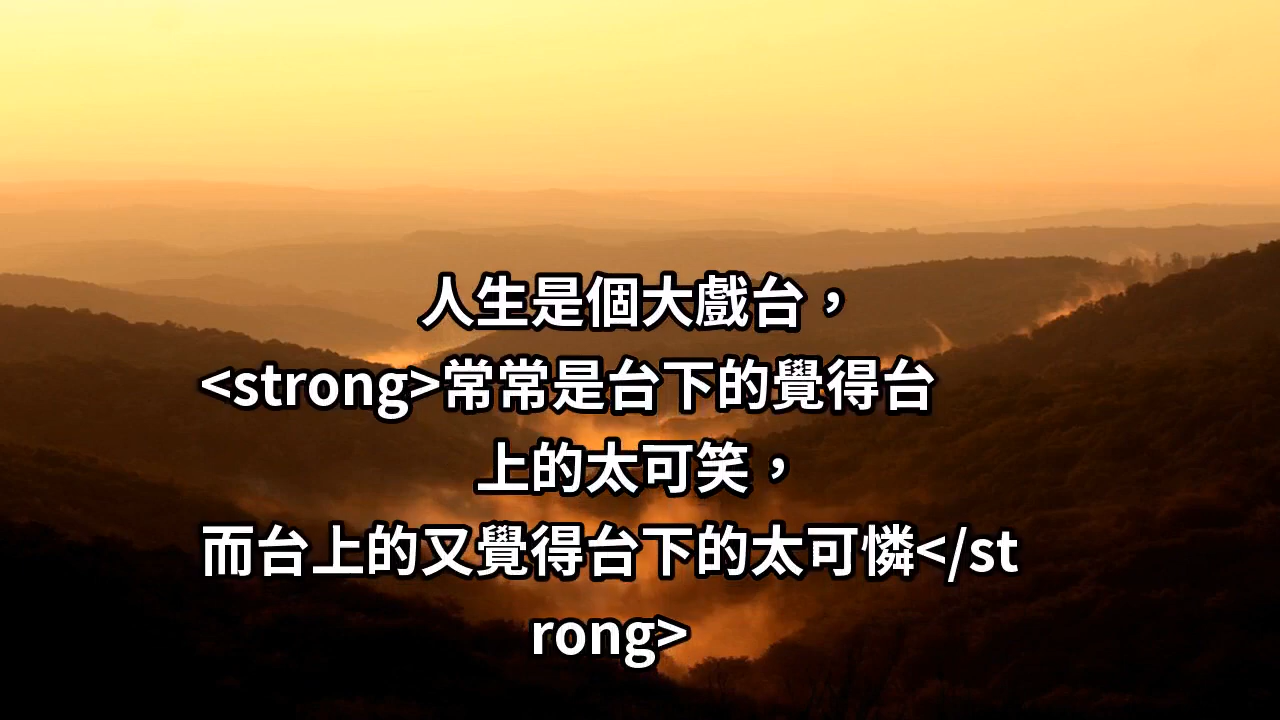 人生是個大戲台，
<strong>常常是台下的覺得台
上的太可笑，
而台上的又覺得台下的太可憐</st
rong>